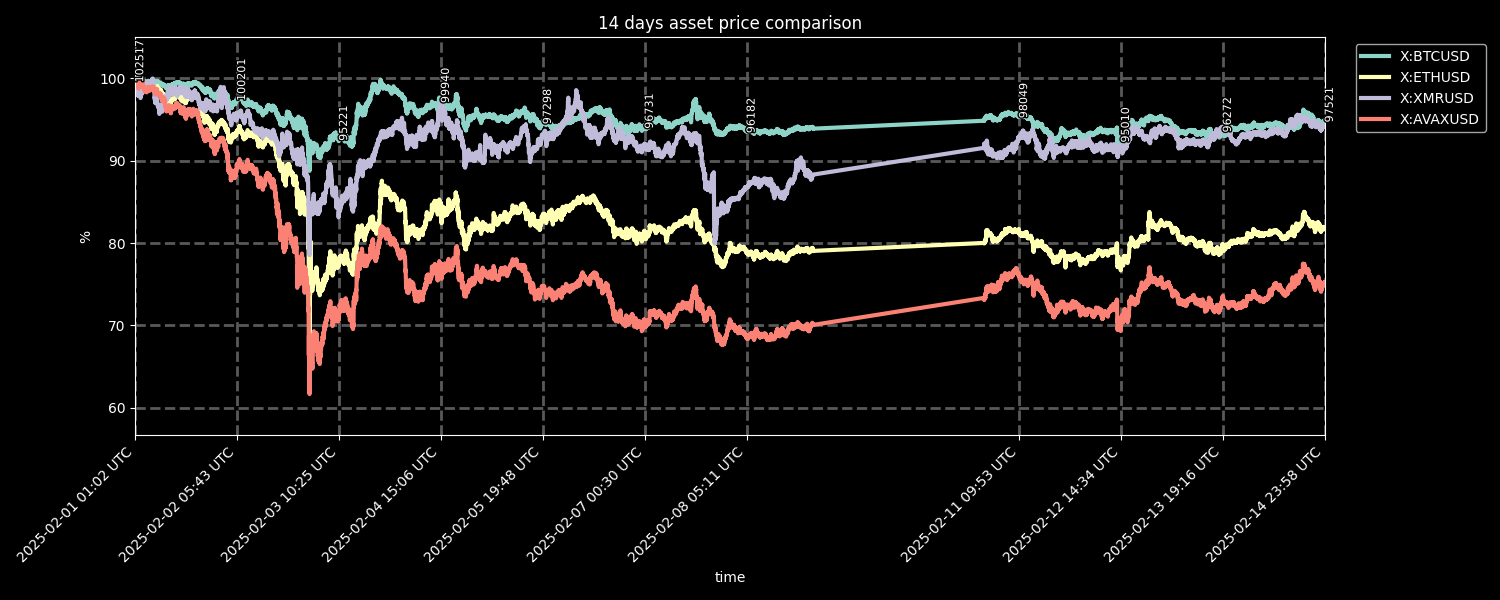 14 days asset price comparison
X:BTCUSD
X:ETHUSD
X:XMRUSD
X:AVAXUSD
102517
100201
95221
99940
97298
96731
96182
98049
95010
96272
97521
%
100
90
80
70
60
2025-02-01 01:02 UTC
2025-02-02 05:43 UTC
2025-02-03 10:25 UTC
2025-02-04 15:06 UTC
2025-02-05 19:48 UTC
2025-02-07 00:30 UTC
2025-02-08 05:11 UTC
2025-02-11 09:53 UTC
2025-02-12 14:34 UTC
2025-02-13 19:16 UTC
2025-02-14 23:58 UTC
time